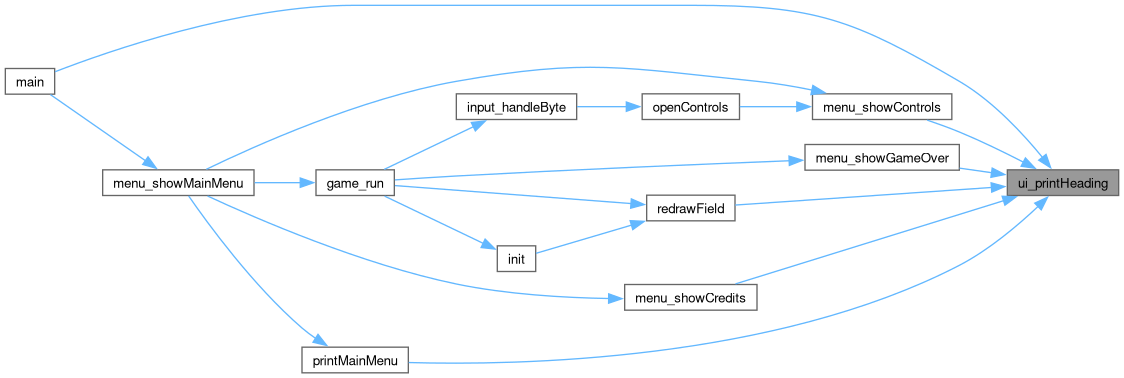 main
input_handleByte
openControls
menu_showControls
menu_showGameOver
menu_showMainMenu
game_run
ui_printHeading
redrawField
init
menu_showCredits
printMainMenu